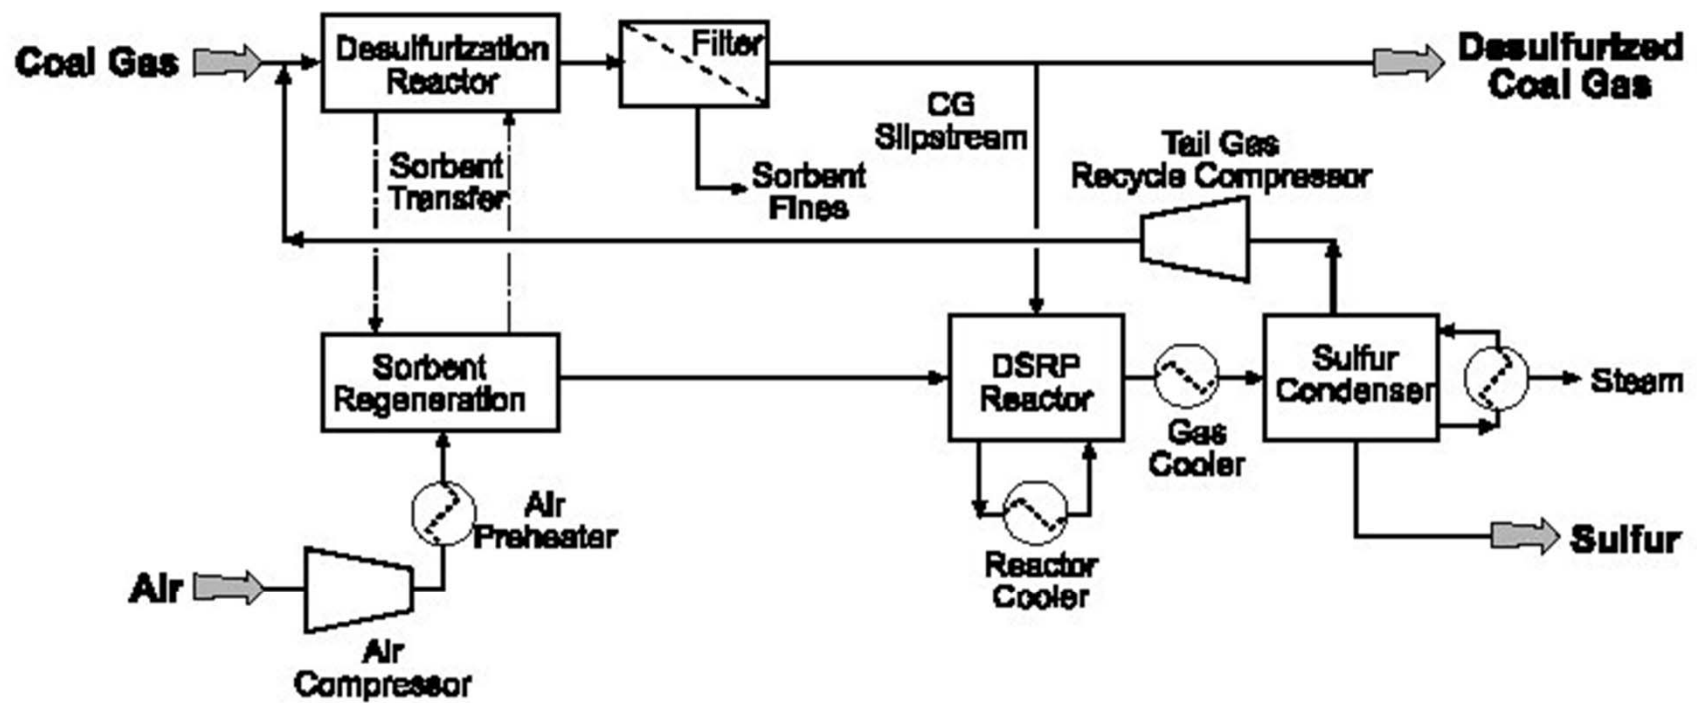 Coal Gas
Desulfurization
Reactor
Filter
Desulfurized
Coal Gas
CG
Slipstream
Tail Gas
Recycle Compressor
Sorbent
Transfer
Sorbent
Fines
Sorbent
Regeneration
DSRP
Reactor
Sulfur
Condenser
Steam
Gas
Cooler
Air
Preheater
Reactor
Cooler
Sulfur
Air
Air
Compressor